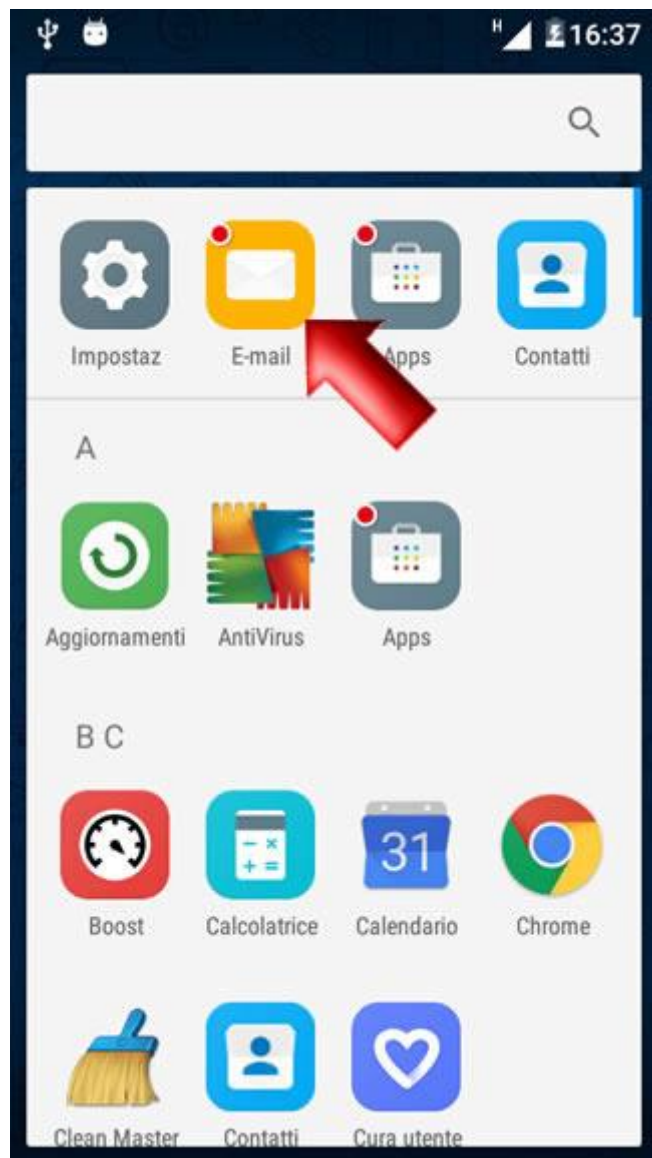 H 16:37
Impostaz E-mail Apps Contatti
A
Aggiornamenti AntiVirus Apps
B C
31
Boost Calcolatrice Calendario Chrome
Clean Master Contatti Cura utente